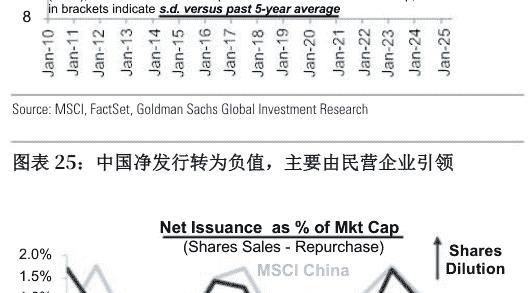 in brackets indicate s.d. versus past 5-year average
8
Jan-10 Jan-11 Jan-12 Jan-13 Jan-14 Jan-15 Jan-16 Jan-17 Jan-18 Jan-19 Jan-20 Jan-21 Jan-22 Jan-23 Jan-24 Jan-25
Source: MSCI, FactSet, Goldman Sachs Global Investment Research
图表 25：中国净发行转为负值，主要由民营企业引领
Net Issuance as % of Mkt Cap
(Shares Sales - Repurchase)
Shares
Dilution
MSCI China
2.0%
1.5%